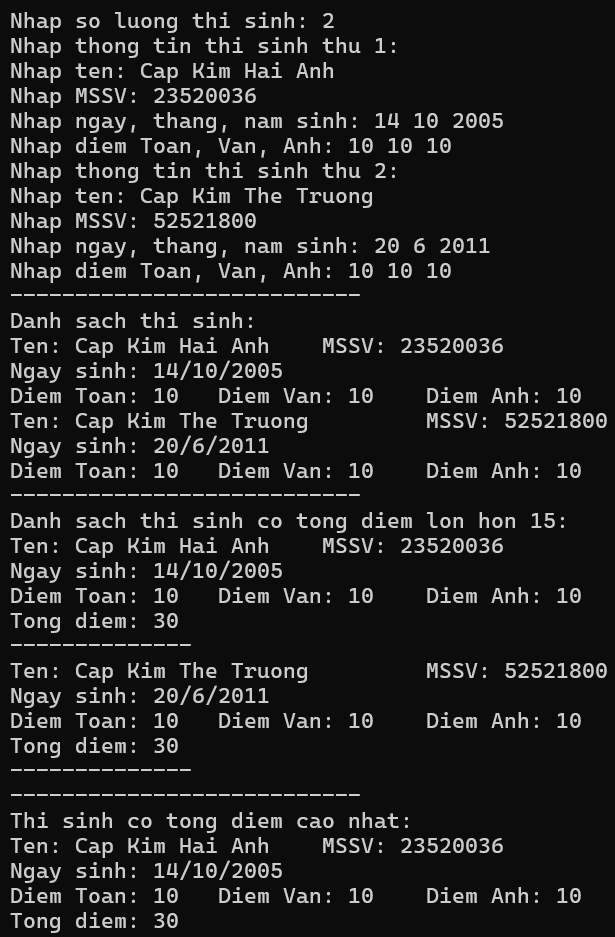 Nhap so luong thi sinh: 2
Nhap thong tin thi sinh thu 1:
Nhap ten: Cap Kim Hai Anh
Nhap MSSV: 23520036
Nhap ngay, thang, nam sinh: 14 10 2005
Nhap diem Toan, Van, Anh: 10 10 10
Nhap thong tin thi sinh thu 2:
Nhap ten: Cap Kim The Truong
Nhap MSSV: 52521800
Nhap ngay, thang, nam sinh: 20 6 2011
Nhap diem Toan, Van, Anh: 10 10 10
---------------------------
Danh sach thi sinh:
Ten: Cap Kim Hai Anh    MSSV: 23520036
Ngay sinh: 14/10/2005
Diem Toan: 10   Diem Van: 10    Diem Anh: 10
Ten: Cap Kim The Truong         MSSV: 52521800
Ngay sinh: 20/6/2011
Diem Toan: 10   Diem Van: 10    Diem Anh: 10
---------------------------
Danh sach thi sinh co tong diem lon hon 15:
Ten: Cap Kim Hai Anh    MSSV: 23520036
Ngay sinh: 14/10/2005
Diem Toan: 10   Diem Van: 10    Diem Anh: 10
Tong diem: 30
--------------
Ten: Cap Kim The Truong         MSSV: 52521800
Ngay sinh: 20/6/2011
Diem Toan: 10   Diem Van: 10    Diem Anh: 10
Tong diem: 30
--------------
---------------------------
Thi sinh co tong diem cao nhat:
Ten: Cap Kim Hai Anh    MSSV: 23520036
Ngay sinh: 14/10/2005
Diem Toan: 10   Diem Van: 10    Diem Anh: 10
Tong diem: 30